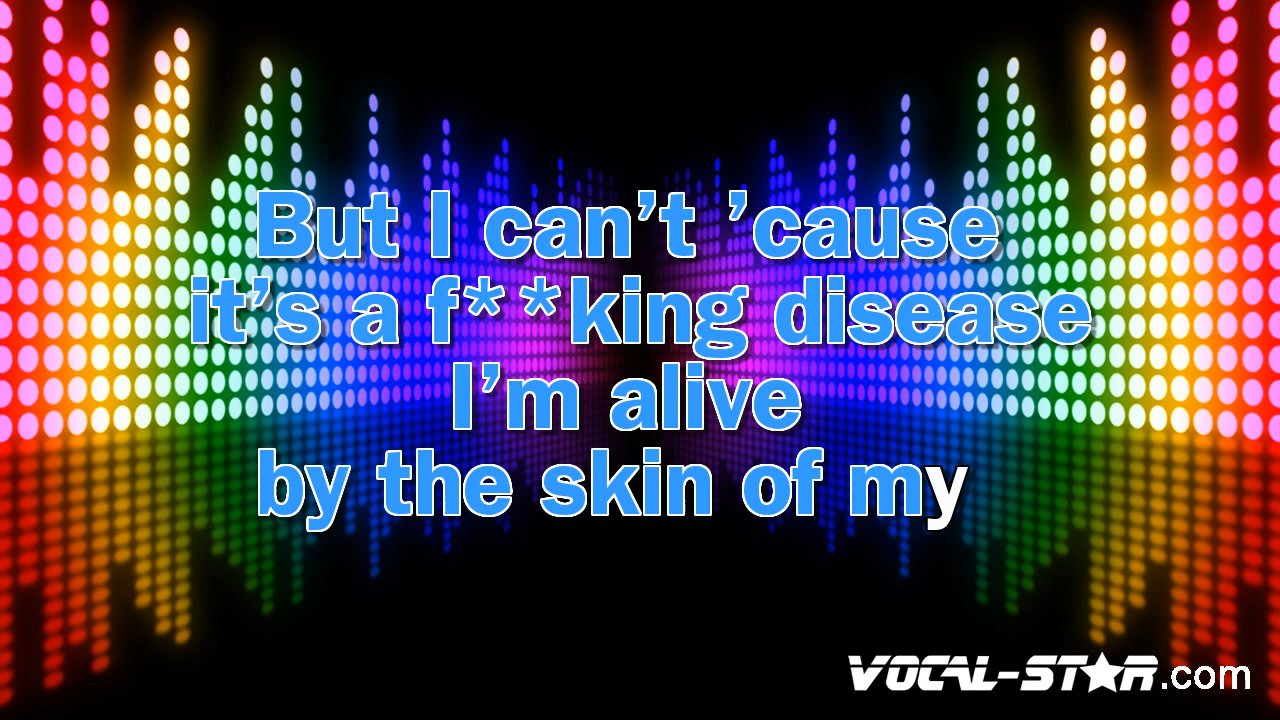 But I can’t ’cause
it’s a f**king disease
I’m alive
by the skin of my
VOCAL-STAR.com